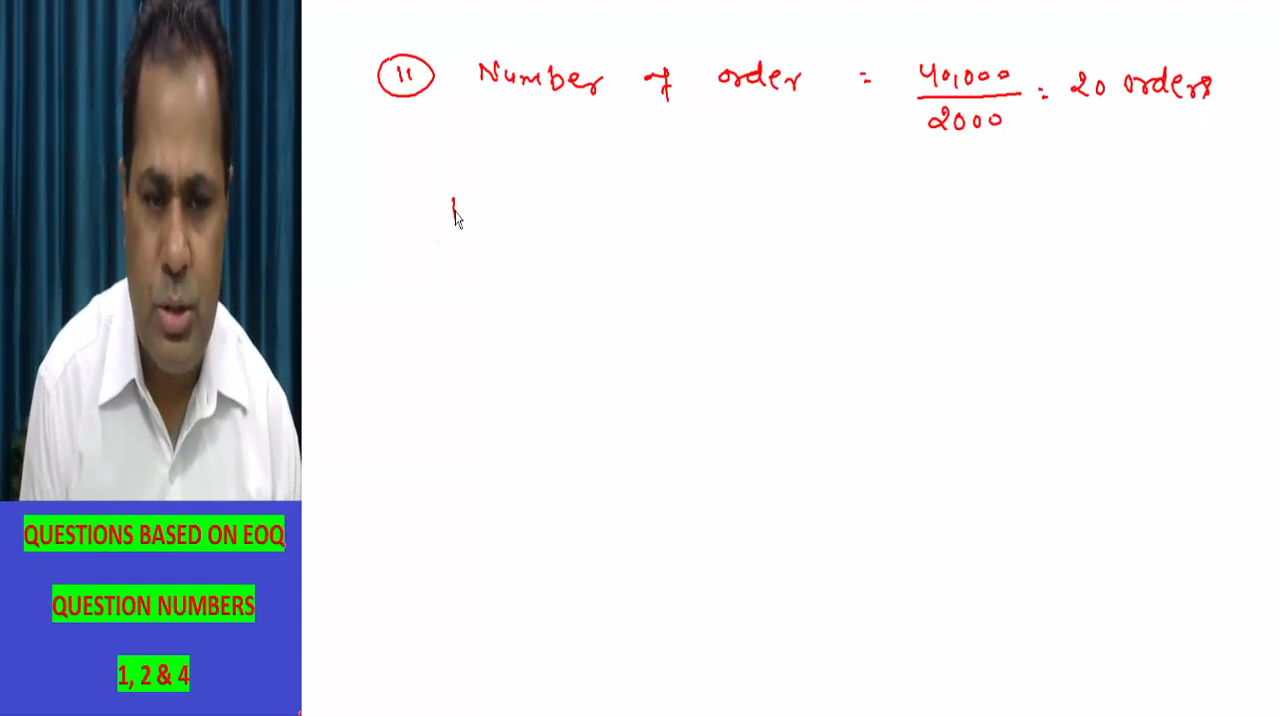 11 Number of order = 40,000 / 2000 = 20 orders
QUESTIONS BASED ON EOQ
QUESTION NUMBERS
1, 2 & 4